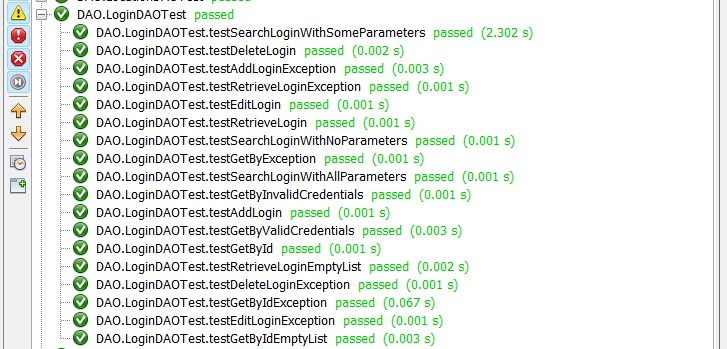 DAO.LoginDAOTest passed
DAO.LoginDAOTest.testSearchLoginWithSomeParameters passed (2.302 s)
DAO.LoginDAOTest.testDeleteLogin passed (0.002 s)
DAO.LoginDAOTest.testAddLoginException passed (0.003 s)
DAO.LoginDAOTest.testRetrieveLoginException passed (0.001 s)
DAO.LoginDAOTest.testEditLogin passed (0.001 s)
DAO.LoginDAOTest.testRetrieveLogin passed (0.001 s)
DAO.LoginDAOTest.testSearchLoginWithNoParameters passed (0.001 s)
DAO.LoginDAOTest.testGetByException passed (0.001 s)
DAO.LoginDAOTest.testSearchLoginWithAllParameters passed (0.001 s)
DAO.LoginDAOTest.testGetByInvalidCredentials passed (0.001 s)
DAO.LoginDAOTest.testAddLogin passed (0.001 s)
DAO.LoginDAOTest.testGetByValidCredentials passed (0.003 s)
DAO.LoginDAOTest.testGetById passed (0.001 s)
DAO.LoginDAOTest.testRetrieveLoginEmptyList passed (0.002 s)
DAO.LoginDAOTest.testDeleteLoginException passed (0.001 s)
DAO.LoginDAOTest.testGetByIdException passed (0.067 s)
DAO.LoginDAOTest.testEditLoginException passed (0.001 s)
DAO.LoginDAOTest.testGetByIdEmptyList passed (0.003 s)